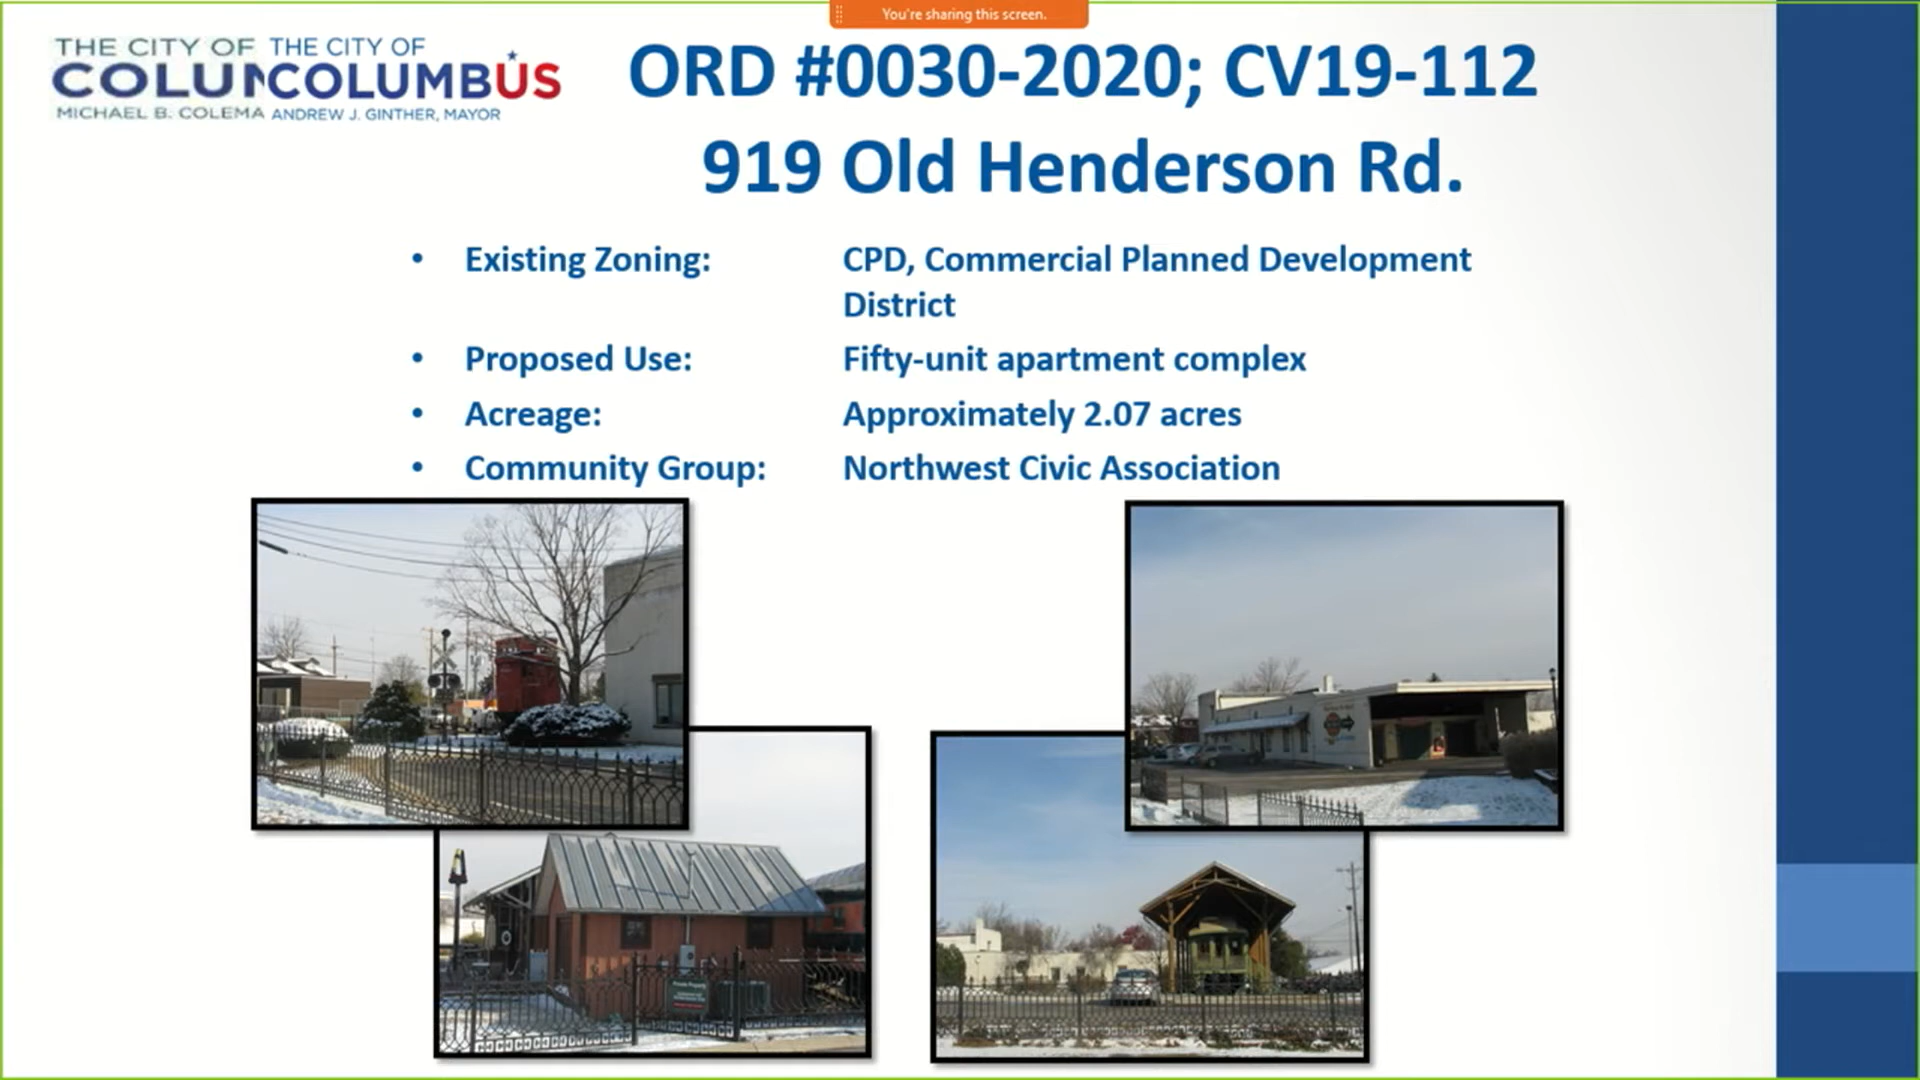 You're sharing this screen.
THE CITY OF THE CITY OF
COLUMCOLUMBUS
MICHAEL B. COLEMA ANDREW J. GINTHER, MAYOR
ORD #0030-2020; CV19-112
919 Old Henderson Rd.
• Existing Zoning: CPD, Commercial Planned Development
District
• Proposed Use: Fifty-unit apartment complex
• Acreage: Approximately 2.07 acres
• Community Group: Northwest Civic Association
Private Property